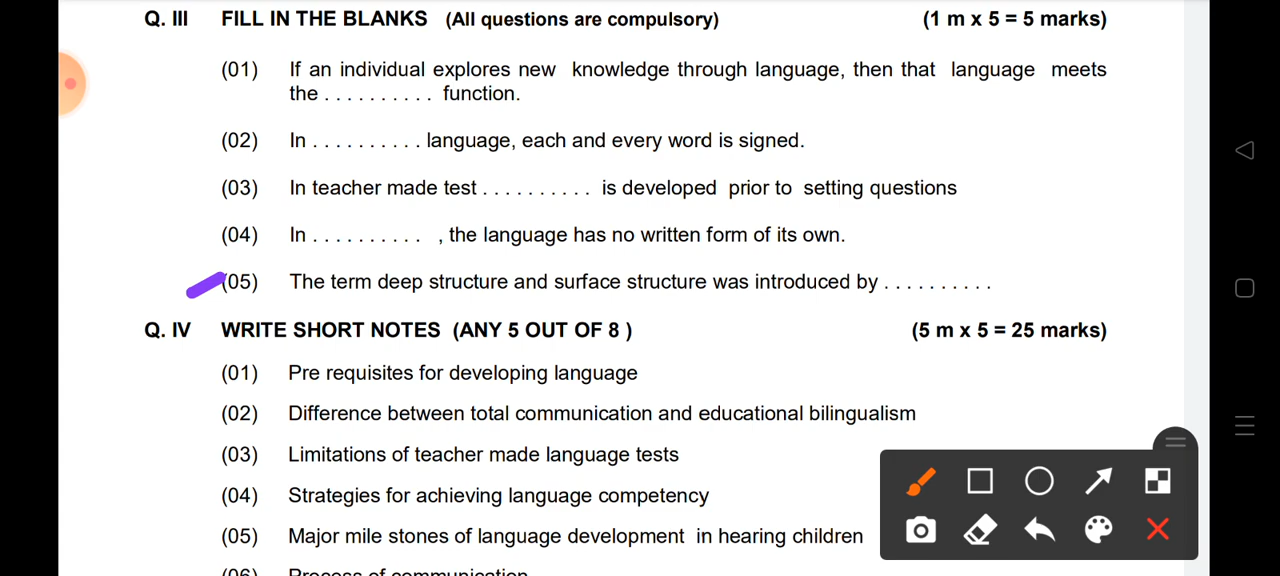 Q. III FILL IN THE BLANKS (All questions are compulsory) (1 m x 5 = 5 marks)
(01) If an individual explores new knowledge through language, then that language meets
the . . . . . . . . . . function.
(02) In . . . . . . . . . . language, each and every word is signed.
(03) In teacher made test . . . . . . . . . . is developed prior to setting questions
(04) In . . . . . . . . . . , the language has no written form of its own.
(05) The term deep structure and surface structure was introduced by . . . . . . . . . .
Q. IV WRITE SHORT NOTES (ANY 5 OUT OF 8 ) (5 m x 5 = 25 marks)
(01) Pre requisites for developing language
(02) Difference between total communication and educational bilingualism
(03) Limitations of teacher made language tests
(04) Strategies for achieving language competency
(05) Major mile stones of language development in hearing children
(06) Process of communication